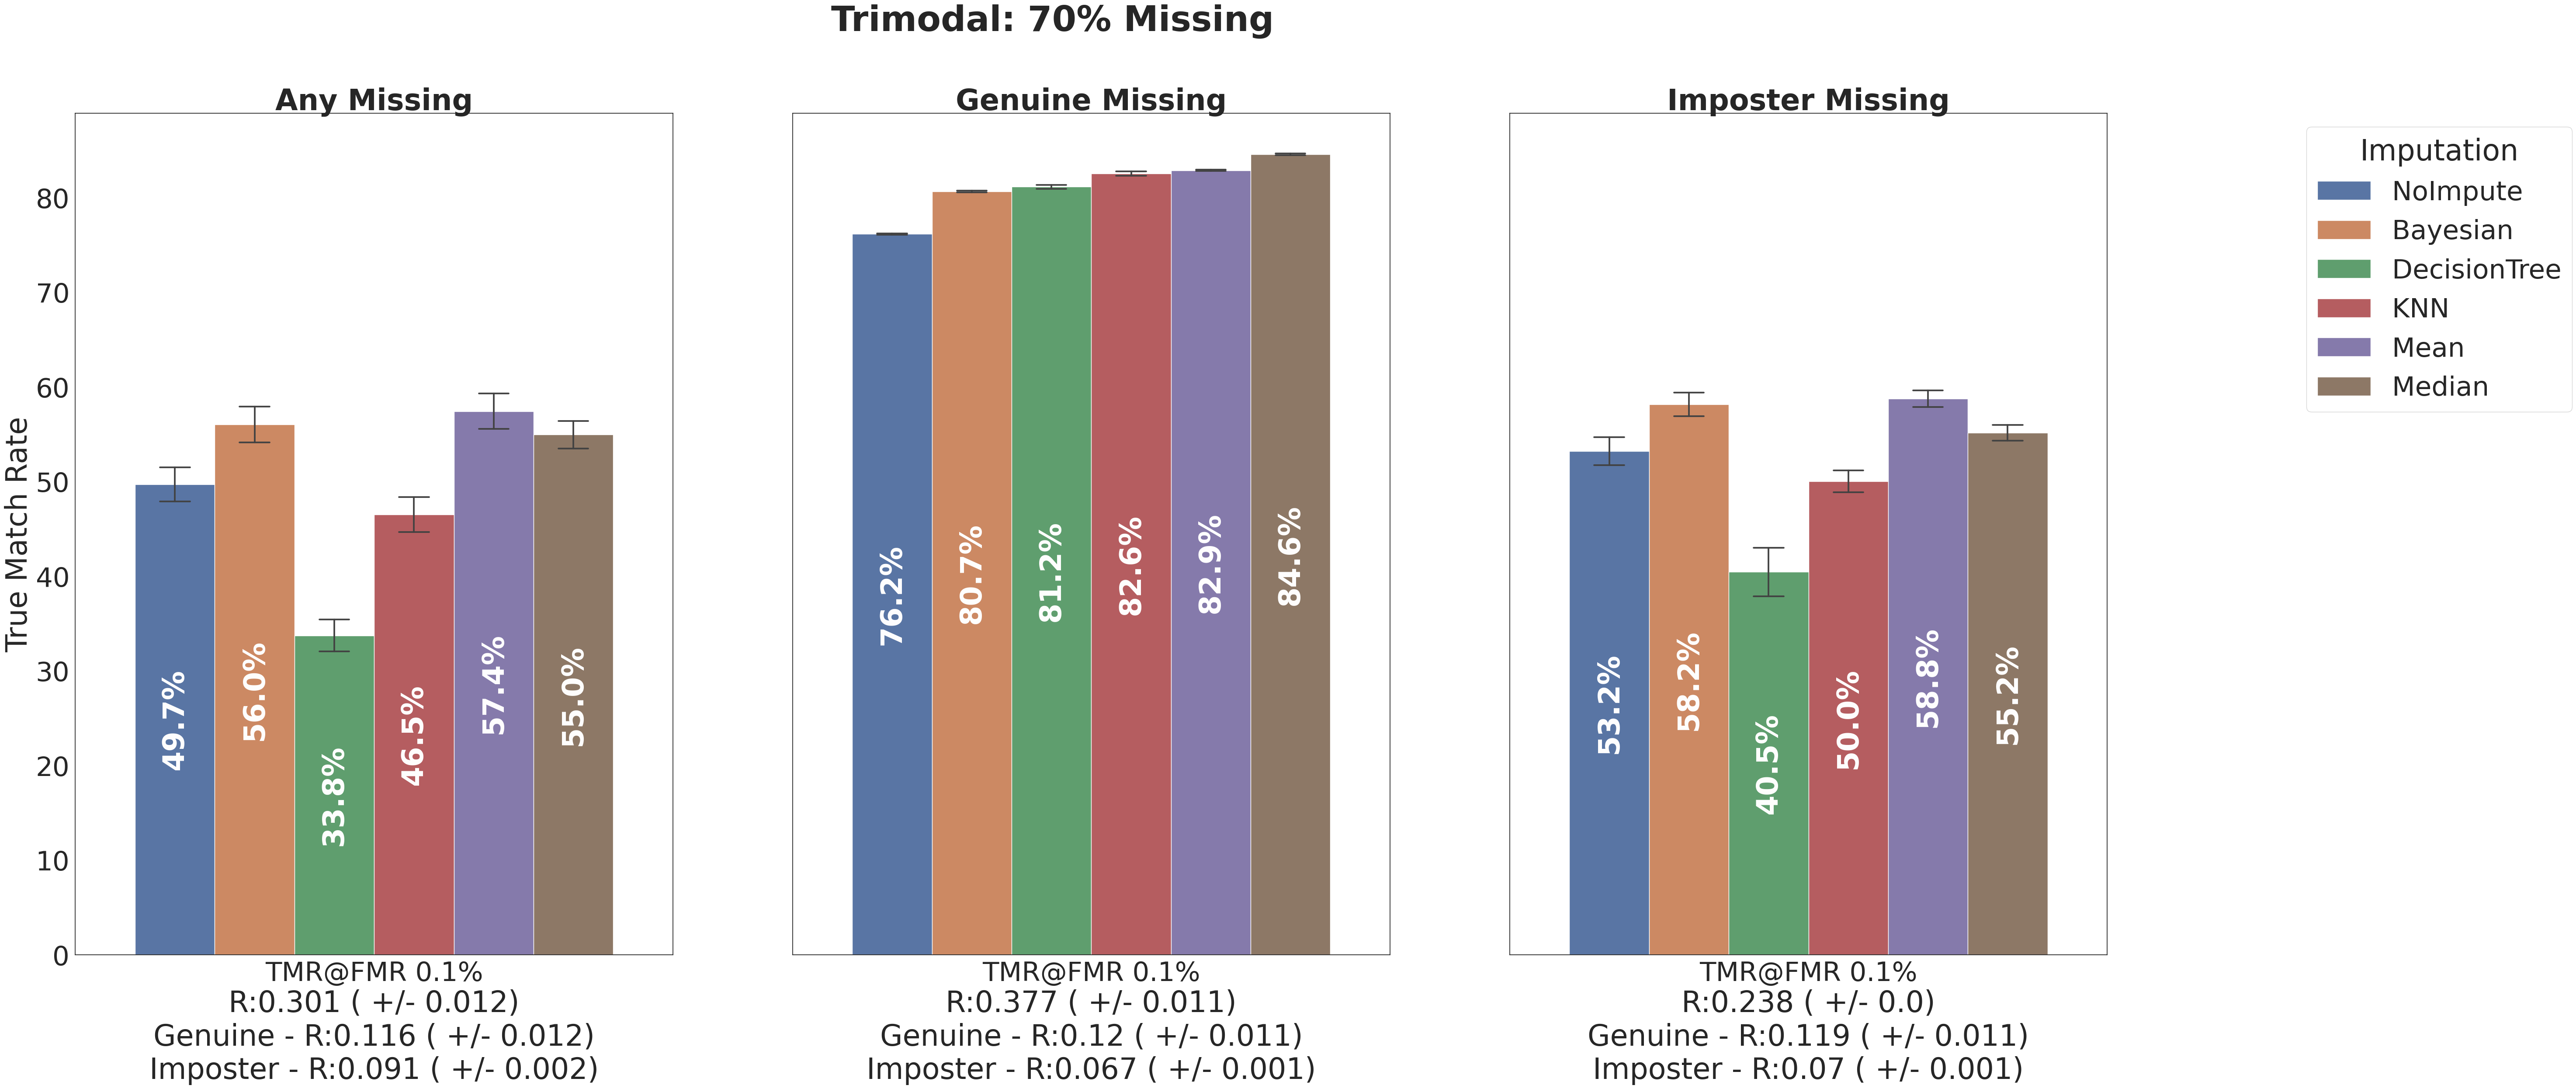 Trimodal: 70% Missing
Any Missing
Genuine Missing
Imposter Missing
True Match Rate
80
70
60
50
40
30
20
10
0
49.7%
56.0%
33.8%
46.5%
57.4%
55.0%
76.2%
80.7%
81.2%
82.6%
82.9%
84.6%
53.2%
58.2%
40.5%
50.0%
58.8%
55.2%
TMR@FMR 0.1%
R:0.301 ( +/- 0.012)
Genuine - R:0.116 ( +/- 0.012)
Imposter - R:0.091 ( +/- 0.002)
TMR@FMR 0.1%
R:0.377 ( +/- 0.011)
Genuine - R:0.12 ( +/- 0.011)
Imposter - R:0.067 ( +/- 0.001)
TMR@FMR 0.1%
R:0.238 ( +/- 0.0)
Genuine - R:0.119 ( +/- 0.011)
Imposter - R:0.07 ( +/- 0.001)
Imputation
NoImpute
Bayesian
DecisionTree
KNN
Mean
Median